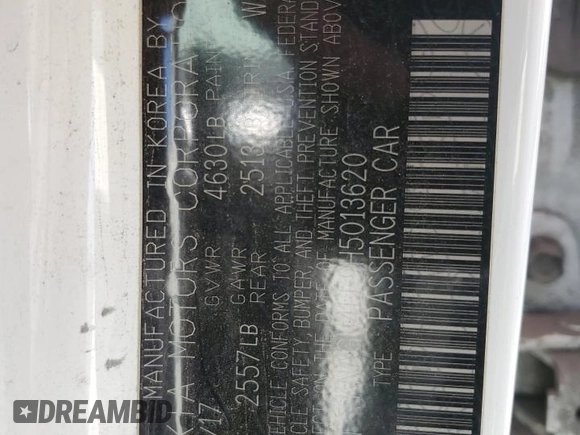 MANUFACTURED IN KOREA BY
KIA MOTORS CORPORATIO
/17 GVWR 4630LB PAIN
GAWR
2557LB REAR 2513LB
VEHICLE CONFORMS TO ALL APPLICABLE U.S.A. FEDERA
CLE SAFETY, BUMPER, AND THEFT PREVENTION STAND
THE DATE OF MANUFACTURE SHOWN ABOV
H5013620
TYPE: PASSENGER CAR
DREAMBID